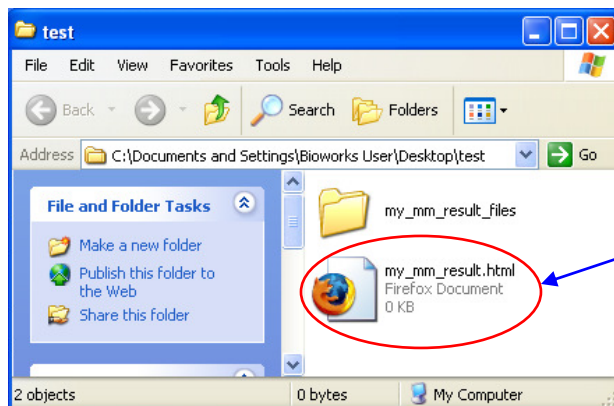 test
File Edit View Favorites Tools Help
Back Search Folders
Address C:\Documents and Settings\Bioworks User\Desktop\test Go
File and Folder Tasks
Make a new folder
Publish this folder to
the Web
Share this folder
my_mm_result_files
my_mm_result.html
Firefox Document
0 KB
2 objects 0 bytes My Computer